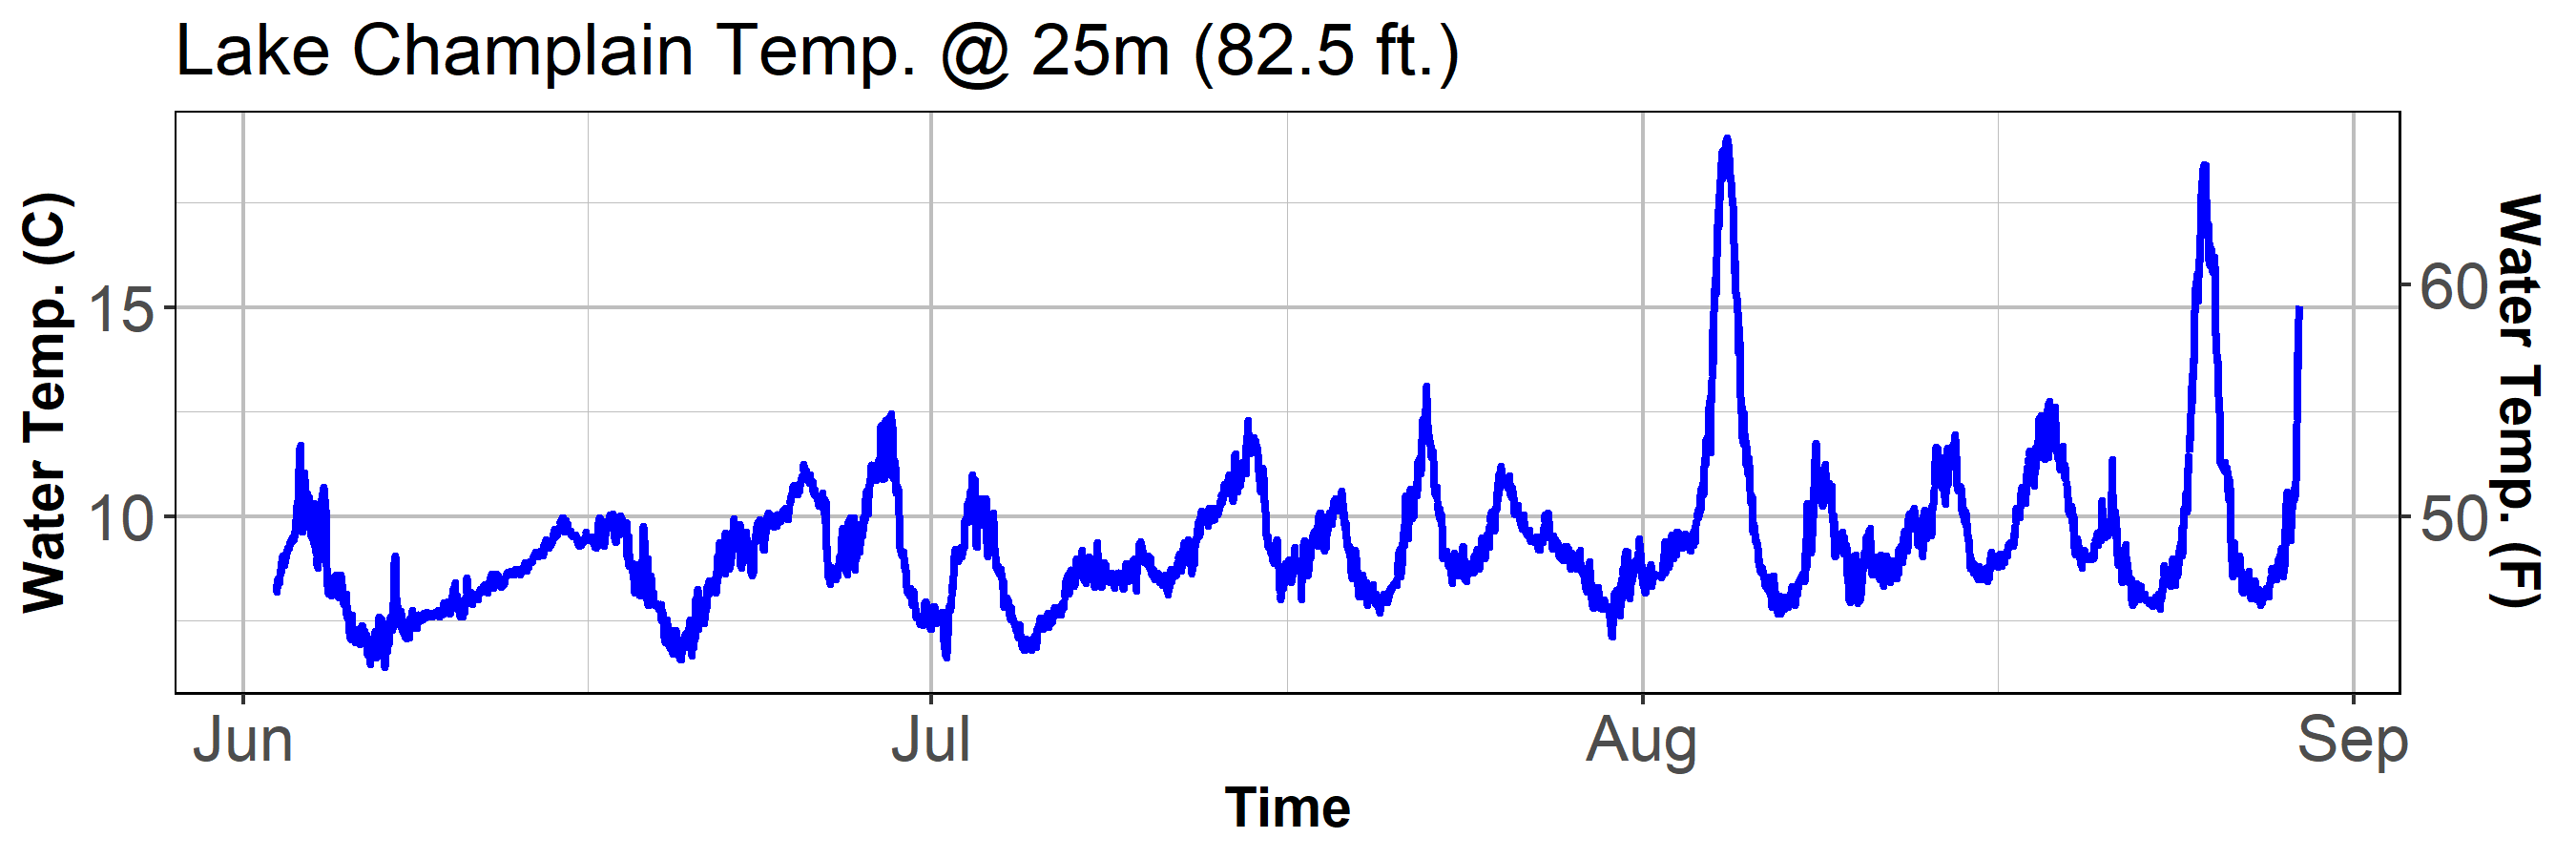 Lake Champlain Temp. @ 25m (82.5 ft.)
Water Temp. (C)
15
10
60
50
Water Temp. (F)
Jun Jul Aug Sep
Time